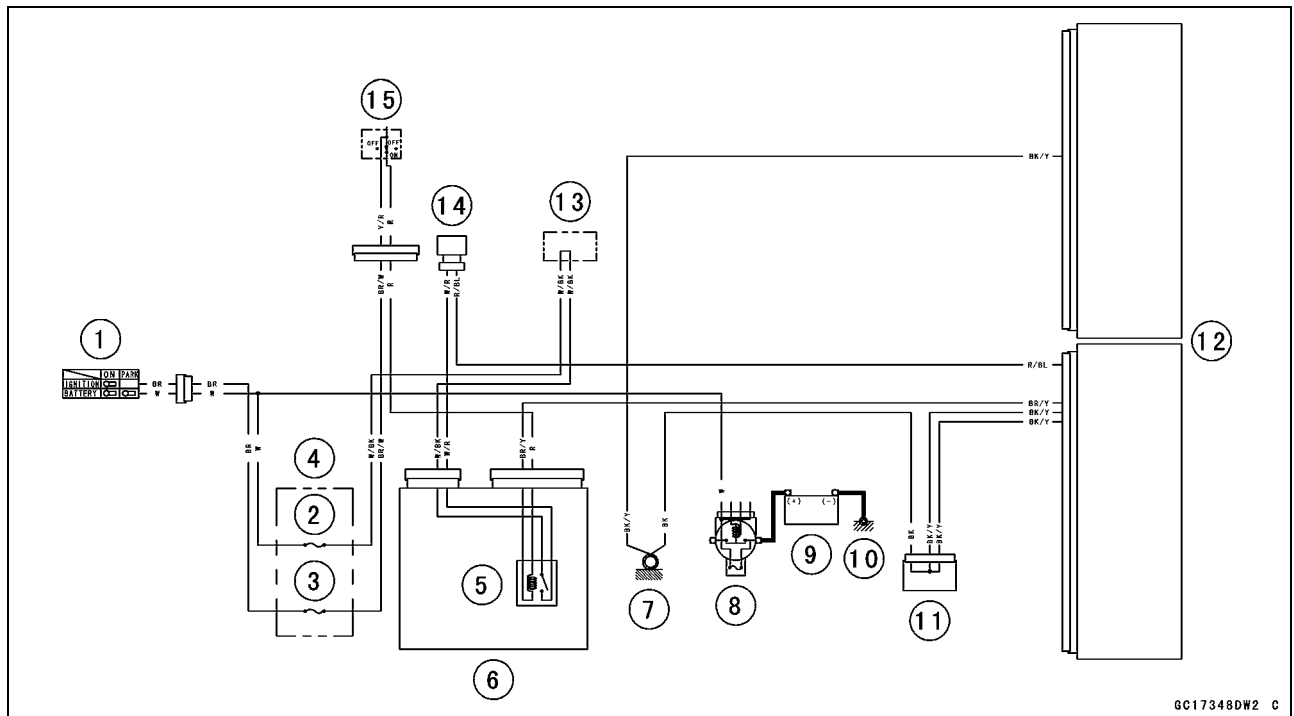 15
OFF OFF
ON
14
13
BK/Y
Y/R R
BR/W R
W/R R/BL
W/BK W/BK
12
1
ON PARK
IGNITION
BATTERY
BR BR
W W
R/BL
BR/Y
BK/Y
BK/Y
BR W
4
W/BK BR/W
W/BK W/R
BR/Y R
2
3
5
6
BK/Y BK
7
W
8
(+) (-)
9
10
BK BK/Y BK/Y
11
GC17348DW2 C